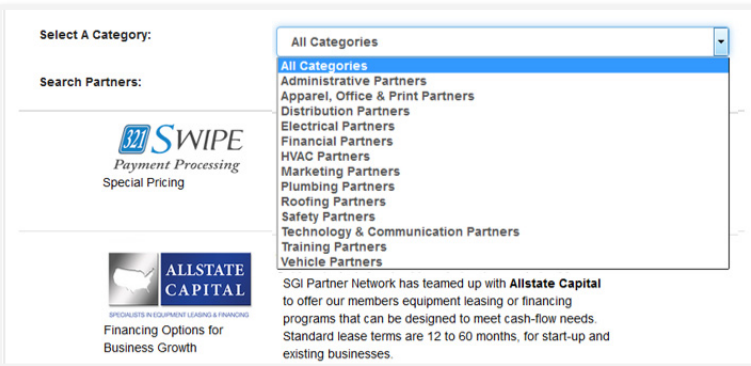 Select A Category:
All Categories
All Categories
Administrative Partners
Apparel, Office & Print Partners
Distribution Partners
Electrical Partners
Financial Partners
HVAC Partners
Marketing Partners
Plumbing Partners
Roofing Partners
Safety Partners
Technology & Communication Partners
Training Partners
Vehicle Partners
Search Partners:
321 SWIPE
Payment Processing
Special Pricing
ALLSTATE
CAPITAL
SPECIALISTS IN EQUIPMENT LEASING & FINANCING
Financing Options for
Business Growth
SGI Partner Network has teamed up with Allstate Capital
to offer our members equipment leasing or financing
programs that can be designed to meet cash-flow needs.
Standard lease terms are 12 to 60 months, for start-up and
existing businesses.